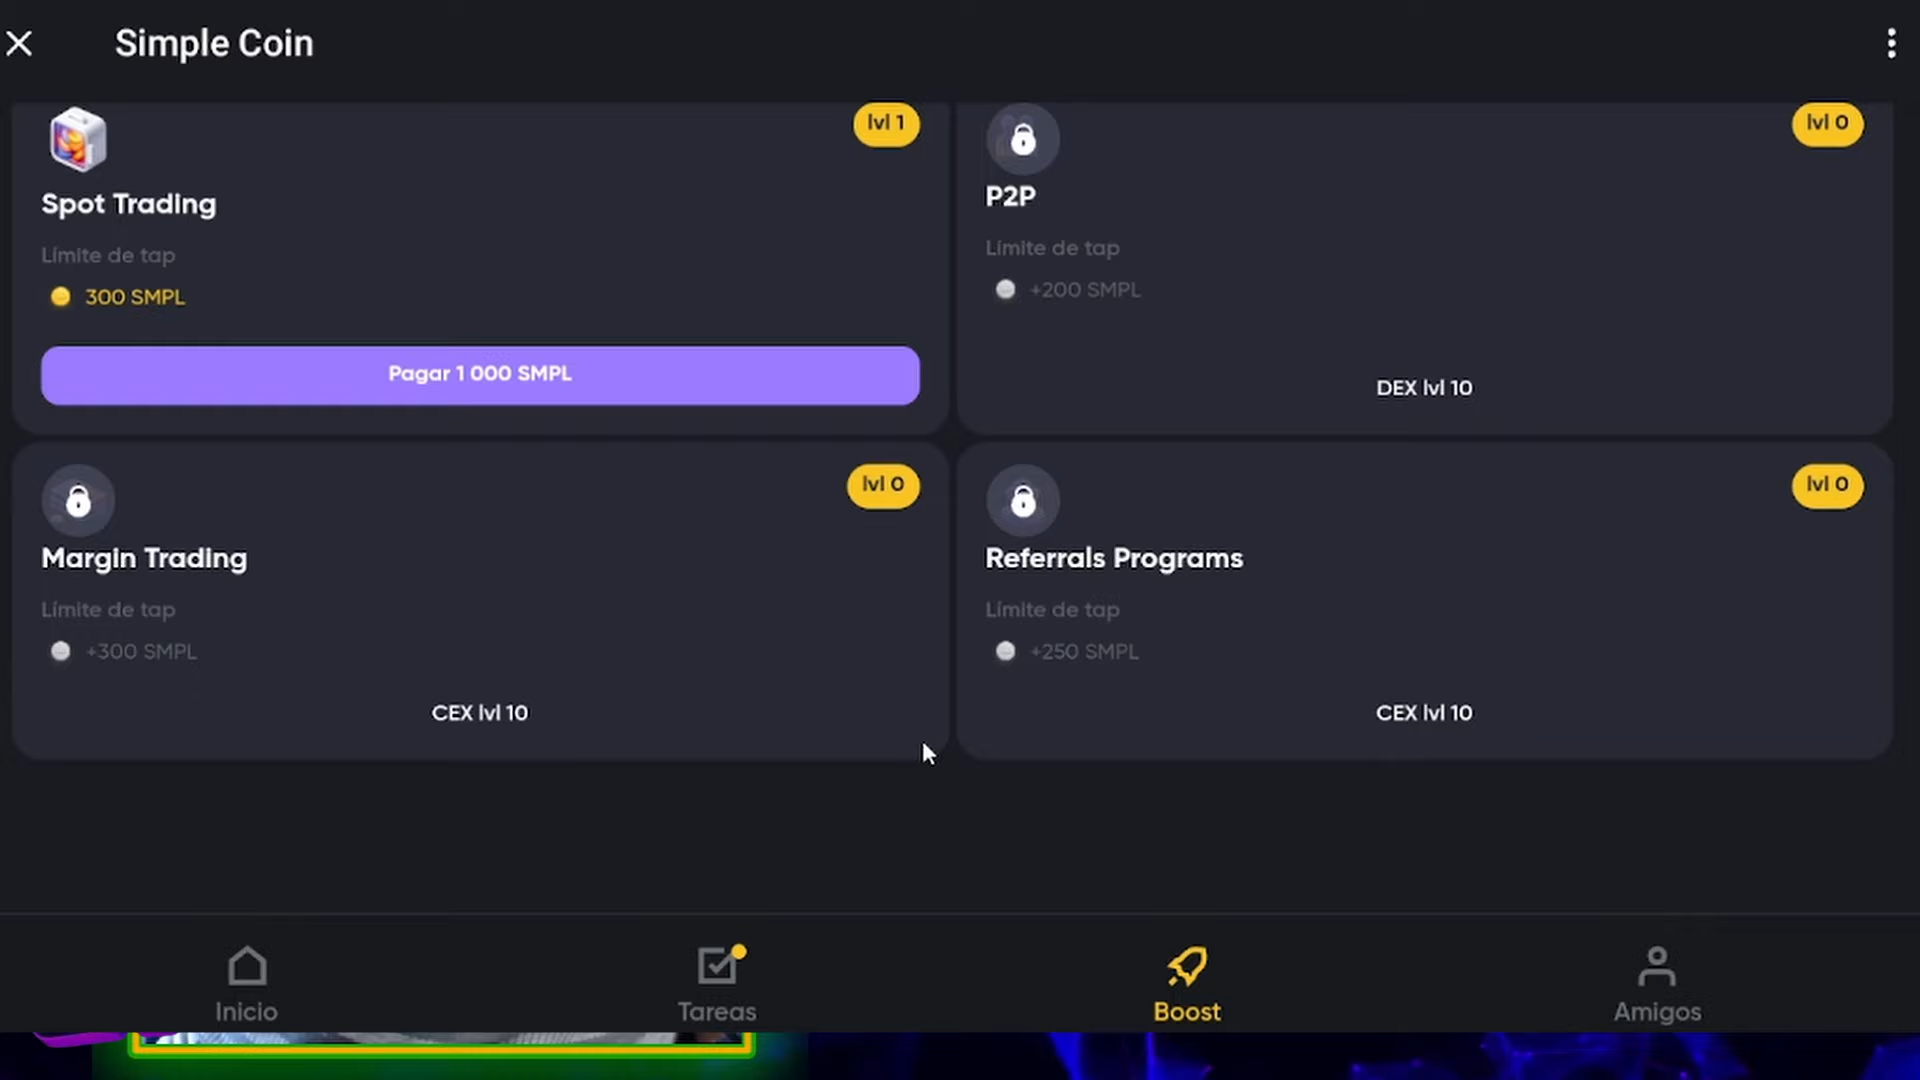 Simple Coin
lvl 1
Spot Trading
Límite de tap
300 SMPL
Pagar 1 000 SMPL
lvl 0
P2P
Límite de tap
+200 SMPL
DEX lvl 10
lvl 0
Margin Trading
Límite de tap
+300 SMPL
CEX lvl 10
lvl 0
Referrals Programs
Límite de tap
+250 SMPL
CEX lvl 10
Inicio
Tareas
Boost
Amigos